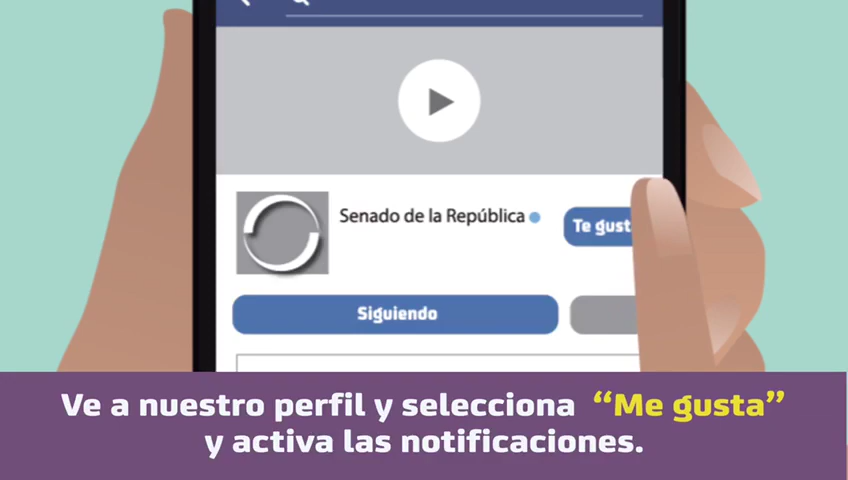 Senado de la República
Te gust
Siguiendo
Ve a nuestro perfil y selecciona “Me gusta”
y activa las notificaciones.